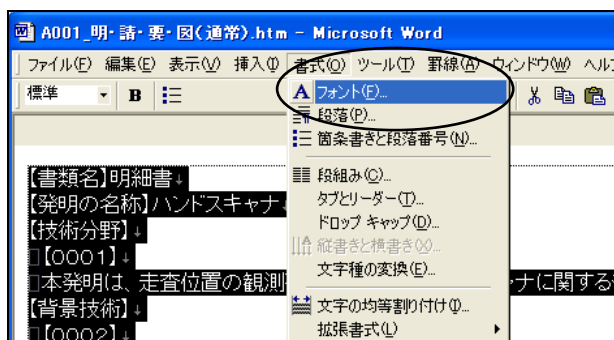 A001_明・請・要・図(通常).htm - Microsoft Word
ファイル(F) 編集(E) 表示(V) 挿入(I) 書式(O) ツール(T) 罫線(A) ウィンドウ(W) ヘル
標準 B
A フォント(F)...
段落(P)...
箇条書きと段落番号(N)...
段組み(C)...
タブとリーダー(T)...
ドロップ キャップ(D)...
縦書きと横書き(X)...
文字種の変換(E)...
文字の均等割り付け(I)...
拡張書式(L)
【書類名】明細書↓
【発明の名称】ハンドスキャナ
【技術分野】↓
□【0001】↓
□本発明は、走査位置の観測 ナに関する
【背景技術】↓
□【0002】↓